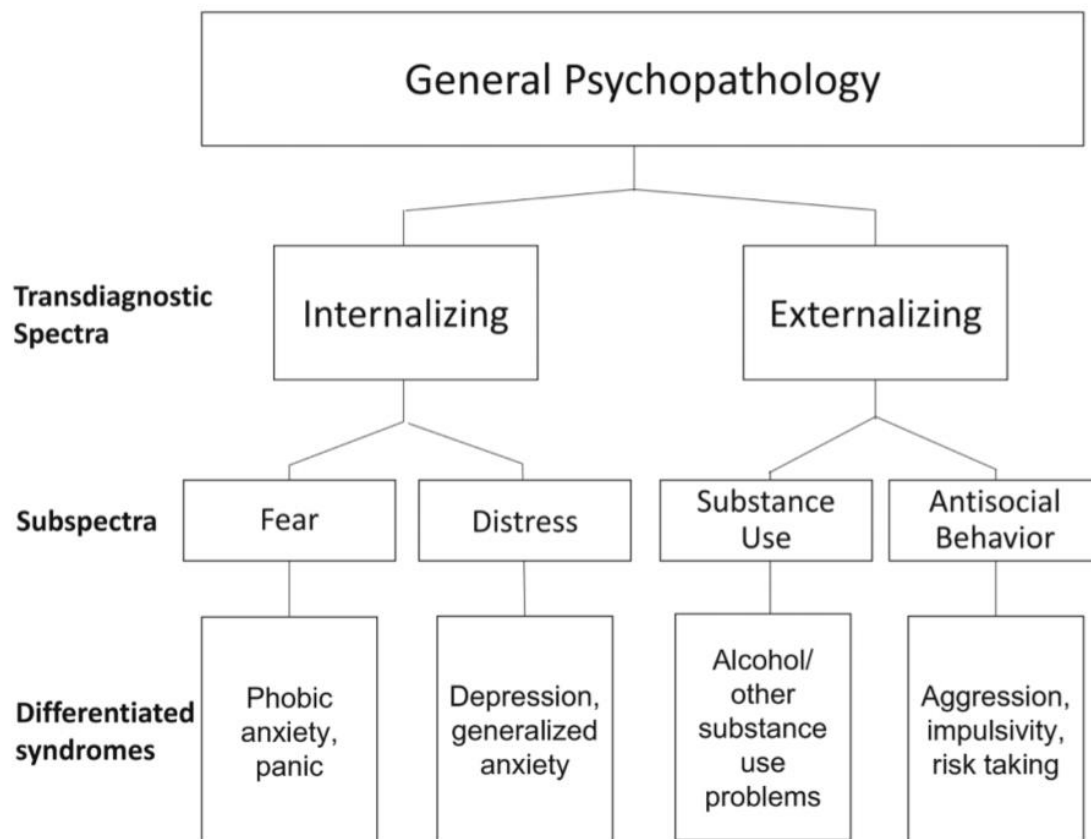 General Psychopathology
Transdiagnostic
Spectra
Internalizing
Externalizing
Subspectra
Fear
Distress
Substance
Use
Antisocial
Behavior
Differentiated
syndromes
Phobic
anxiety,
panic
Depression,
generalized
anxiety
Alcohol/
other
substance
use
problems
Aggression,
impulsivity,
risk taking